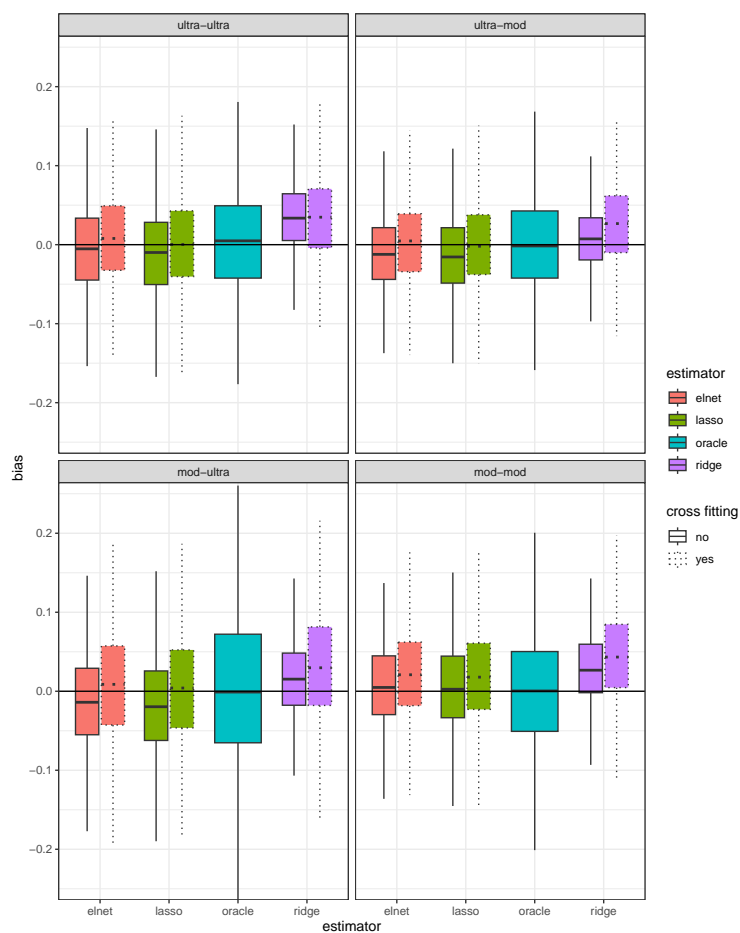 ultra−ultra
ultra−mod
0.2
0.1
0.0
−0.1
−0.2
mod−ultra
mod−mod
0.2
0.1
0.0
−0.1
−0.2
bias
elnet lasso oracle ridge
elnet lasso oracle ridge
estimator
estimator
elnet
lasso
oracle
ridge
cross fitting
no
yes